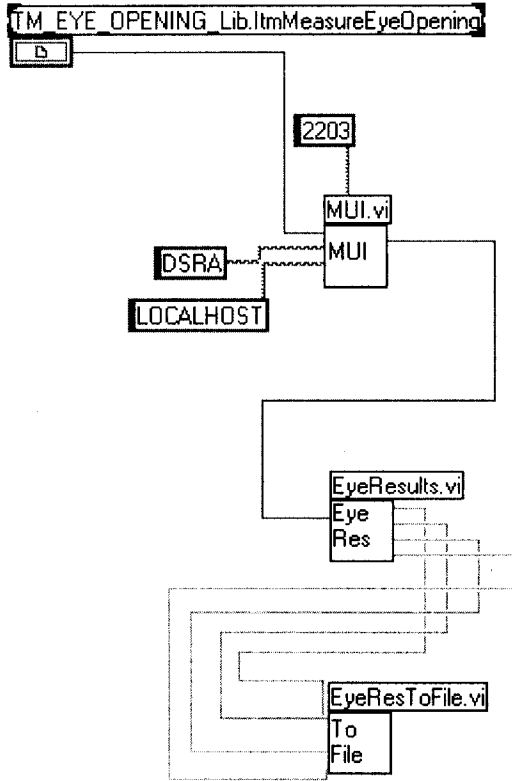 TM_EYE_OPENING_Lib.ItmMeasureEyeOpening
2203
MUI.vi
MUI
DSRA
LOCALHOST
EyeResults.vi
Eye
Res
EyeResToFile.vi
To
File